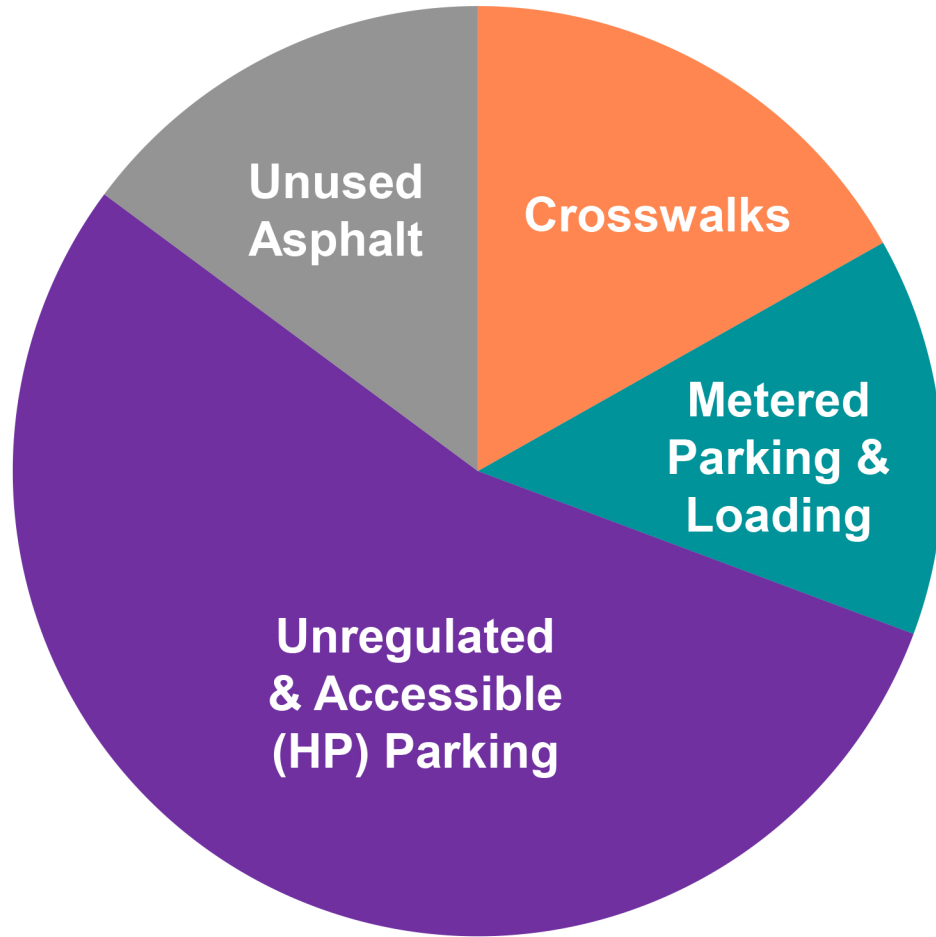 Unused
Asphalt
Crosswalks
Metered
Parking &
Loading
Unregulated
& Accessible
(HP) Parking